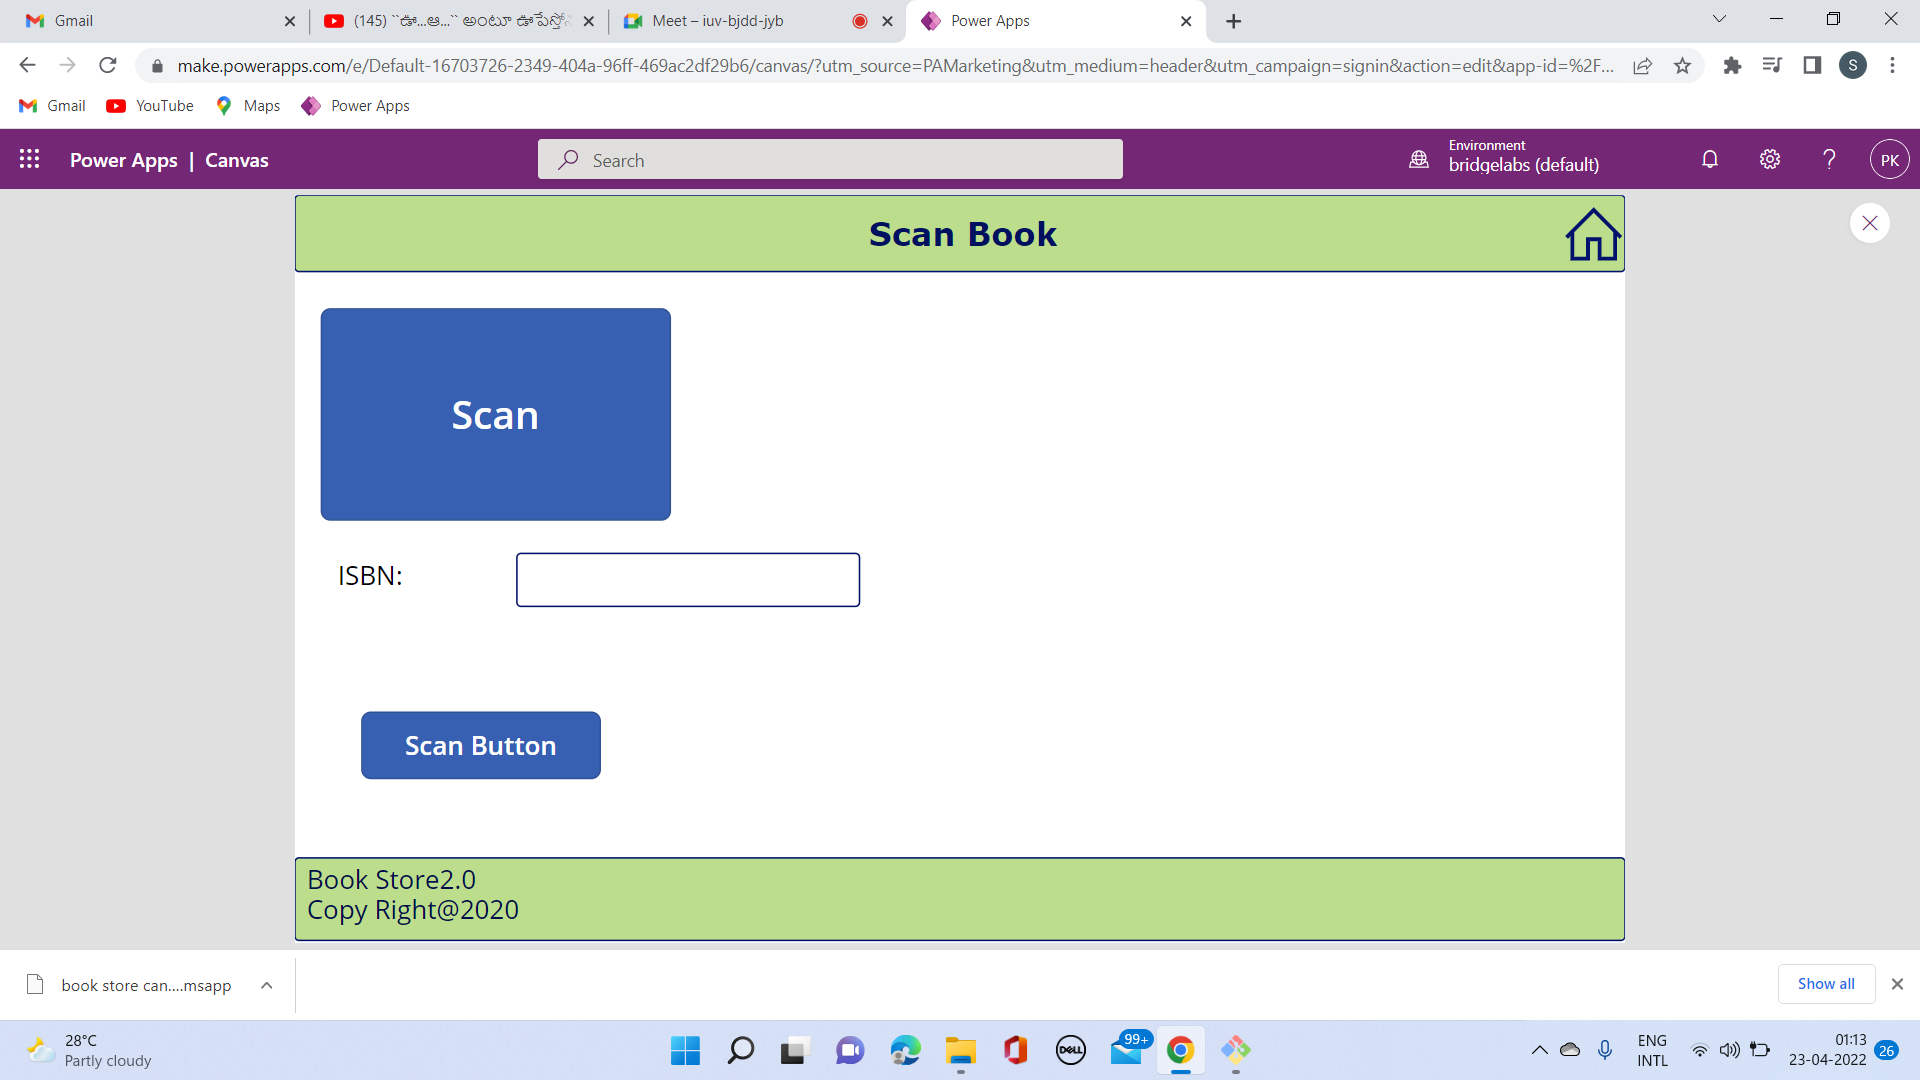 Gmail
(145) ``ఊ...ఆ...`` అంటూ ఊపేస్తోన
Meet – iuv-bjdd-jyb
Power Apps
make.powerapps.com/e/Default-16703726-2349-404a-96ff-469ac2df29b6/canvas/?utm_source=PAMarketing&utm_medium=header&utm_campaign=signin&action=edit&app-id=%2F...
S
Gmail
YouTube
Maps
Power Apps
Power Apps | Canvas
Search
Environment
bridgelabs (default)
PK
Scan Book
Scan
ISBN:
Scan Button
Book Store2.0
Copy Right@2020
book store can....msapp
Show all
28°C
Partly cloudy
DELL
99+
ENG
INTL
01:13
23-04-2022
26